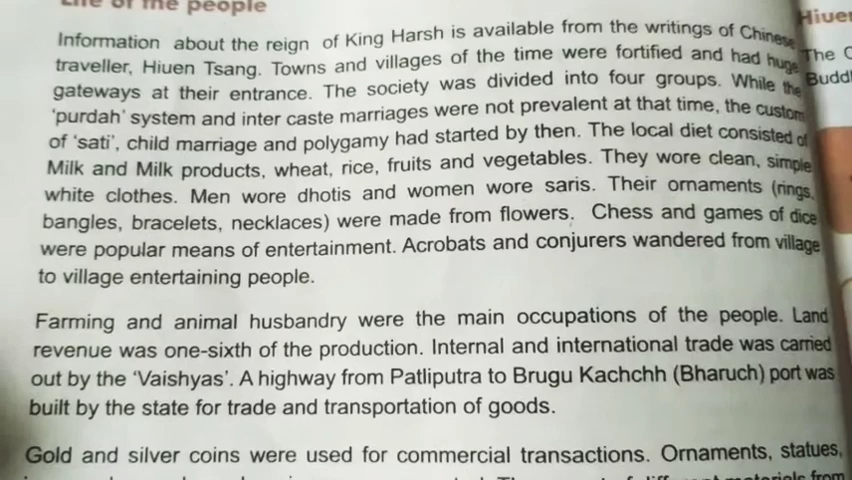 Life of the people
Information about the reign of King Harsh is available from the writings of Chinese
traveller, Hiuen Tsang. Towns and villages of the time were fortified and had huge
gateways at their entrance. The society was divided into four groups. While the
'purdah' system and inter caste marriages were not prevalent at that time, the custom
of 'sati', child marriage and polygamy had started by then. The local diet consisted of
Milk and Milk products, wheat, rice, fruits and vegetables. They wore clean, simple
white clothes. Men wore dhotis and women wore saris. Their ornaments (rings,
bangles, bracelets, necklaces) were made from flowers. Chess and games of dice
were popular means of entertainment. Acrobats and conjurers wandered from village
to village entertaining people.
Farming and animal husbandry were the main occupations of the people. Land
revenue was one-sixth of the production. Internal and international trade was carried
out by the 'Vaishyas'. A highway from Patliputra to Brugu Kachchh (Bharuch) port was
built by the state for trade and transportation of goods.
Gold and silver coins were used for commercial transactions. Ornaments, statues,
materials from
Hiuen
The C
Buddh